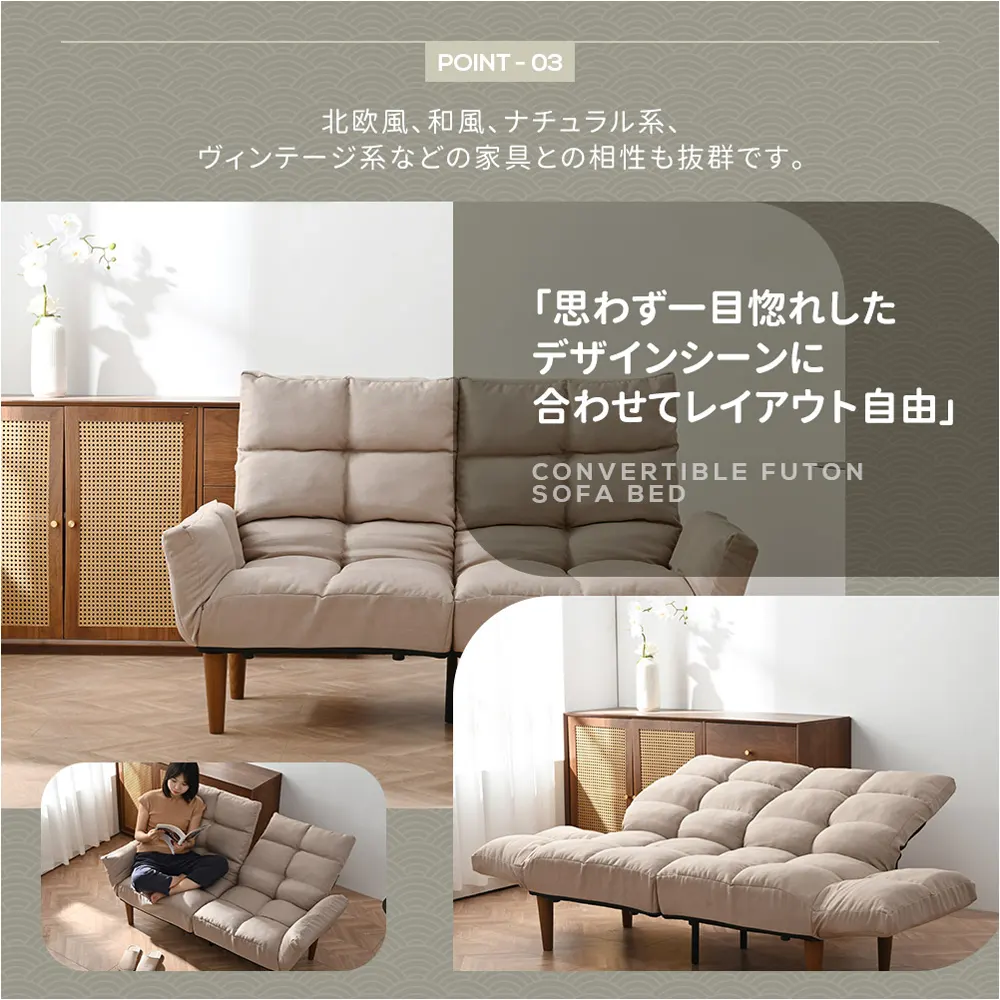 POINT - 03
北欧風、和風、ナチュラル系、
ヴィンテージ系などの家具との相性も抜群です。
「思わず一目惚れした
デザインシーンに
合わせてレイアウト自由」
CONVERTIBLE FUTON
SOFA BED